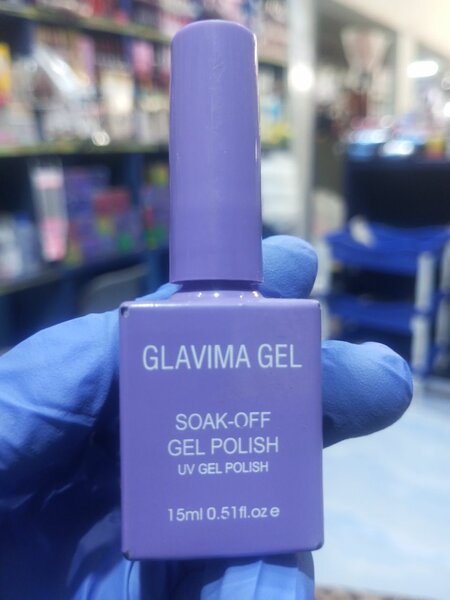 GLAVIMA GEL
SOAK-OFF
GEL POLISH
UV GEL POLISH
15ml 0.51fl.oz e